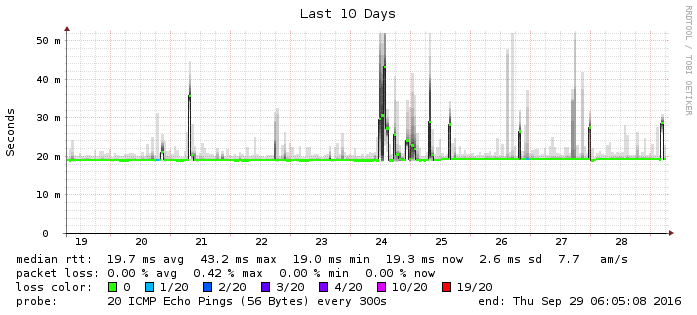 Last 10 Days
RRDTOOL / TOBI OETIKER
Seconds
50 m
40 m
30 m
20 m
10 m
0
19 20 21 22 23 24 25 26 27 28
median rtt: 19.7 ms avg 43.2 ms max 19.0 ms min 19.3 ms now 2.6 ms sd 7.7 am/s
packet loss: 0.00 % avg 0.42 % max 0.00 % min 0.00 % now
loss color: 0 1/20 2/20 3/20 4/20 10/20 19/20
probe: 20 ICMP Echo Pings (56 Bytes) every 300s end: Thu Sep 29 06:05:08 2016